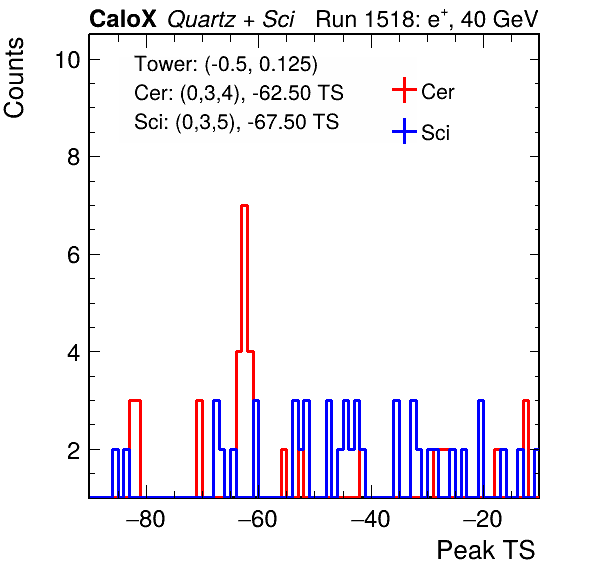 CaloX Quartz + Sci Run 1518: e+, 40 GeV
Counts
Tower: (-0.5, 0.125)
Cer: (0,3,4), -62.50 TS
Sci: (0,3,5), -67.50 TS
Cer
Sci
10
8
6
4
2
−80 −60 −40 −20
Peak TS